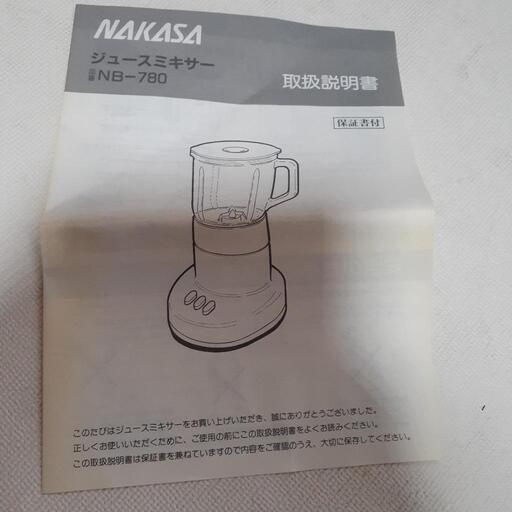 NAKASA
ジュースミキサー
品番 NB-780
取扱説明書
保証書付
このたびはジュースミキサーをお買い上げいただき、誠にありがとうございました。
正しくお使いいただくために、ご使用の前にこの取扱説明書をよくお読みください。
この取扱説明書は保証書を兼ねていますので内容をご確認のうえ、大切に保存してください。